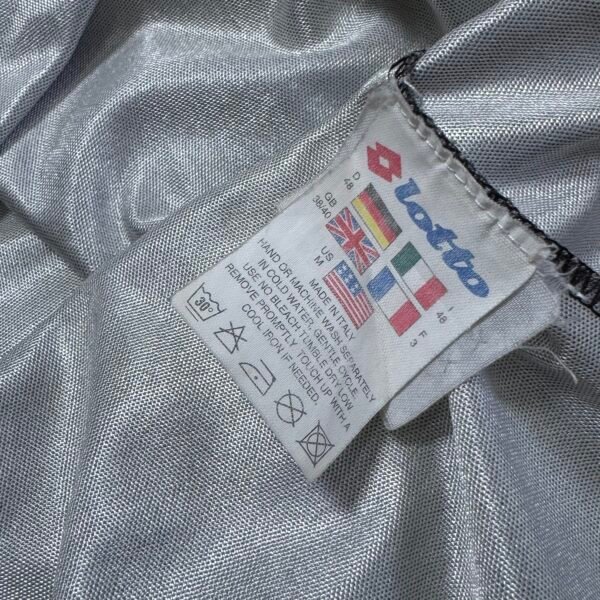 lotto
D
48
I
48
GB
38/40
F
3
US
M
MADE IN ITALY
HAND OR MACHINE WASH SEPARATELY
IN COLD WATER, GENTLE CYCLE.
USE NO BLEACH.TUMBLE DRY LOW
REMOVE PROMPTLY. TOUCH UP WITH A
COOL IRON IF NEEDED.
30°